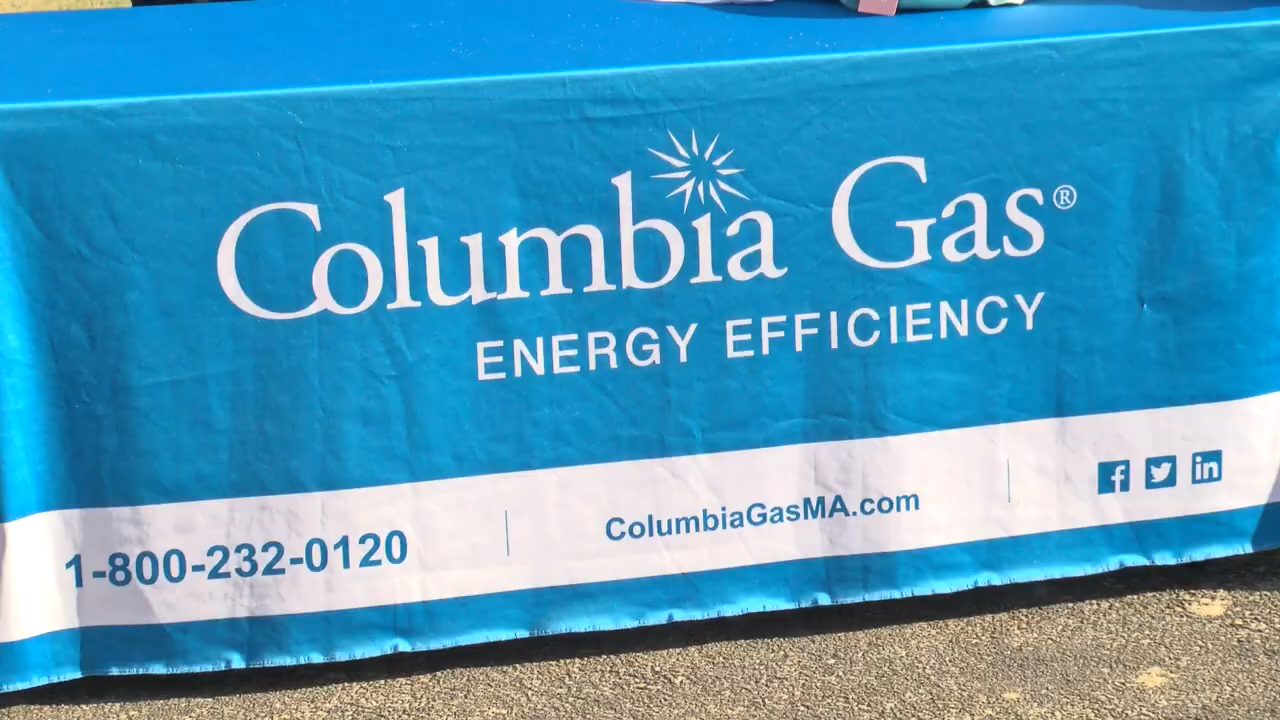 Columbia Gas®
ENERGY EFFICIENCY
1-800-232-0120 | ColumbiaGasMA.com |